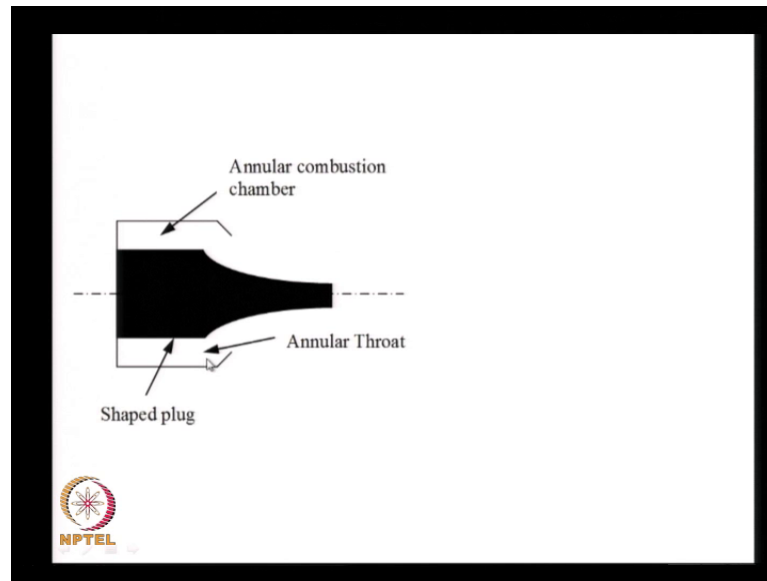 Annular combustion
chamber
Annular Throat
Shaped plug
NPTEL